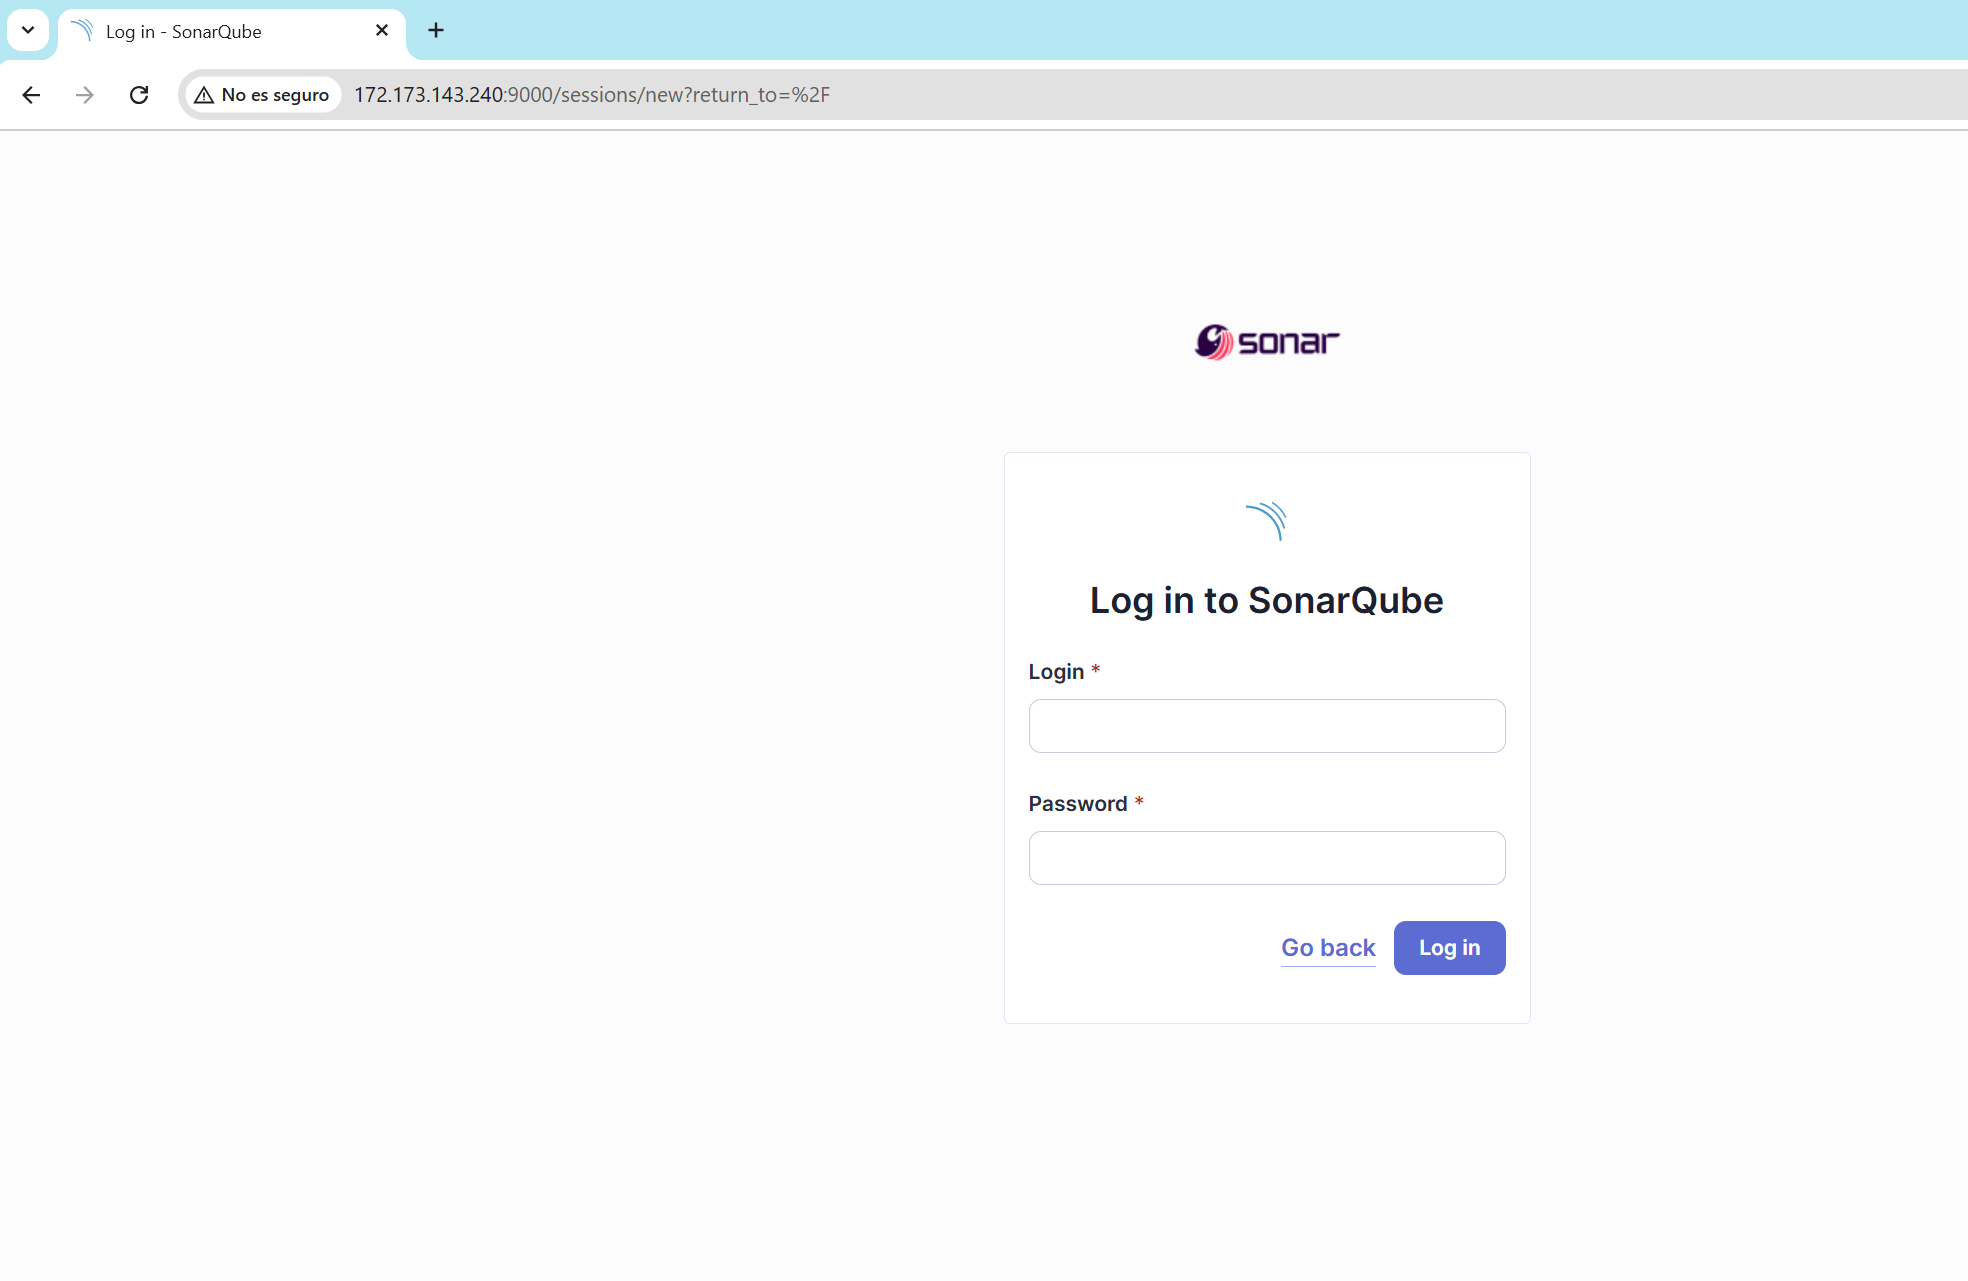 Log in - SonarQube
No es seguro
172.173.143.240:9000/sessions/new?return_to=%2F
sonar
Log in to SonarQube
Login *
Password *
Go back
Log in